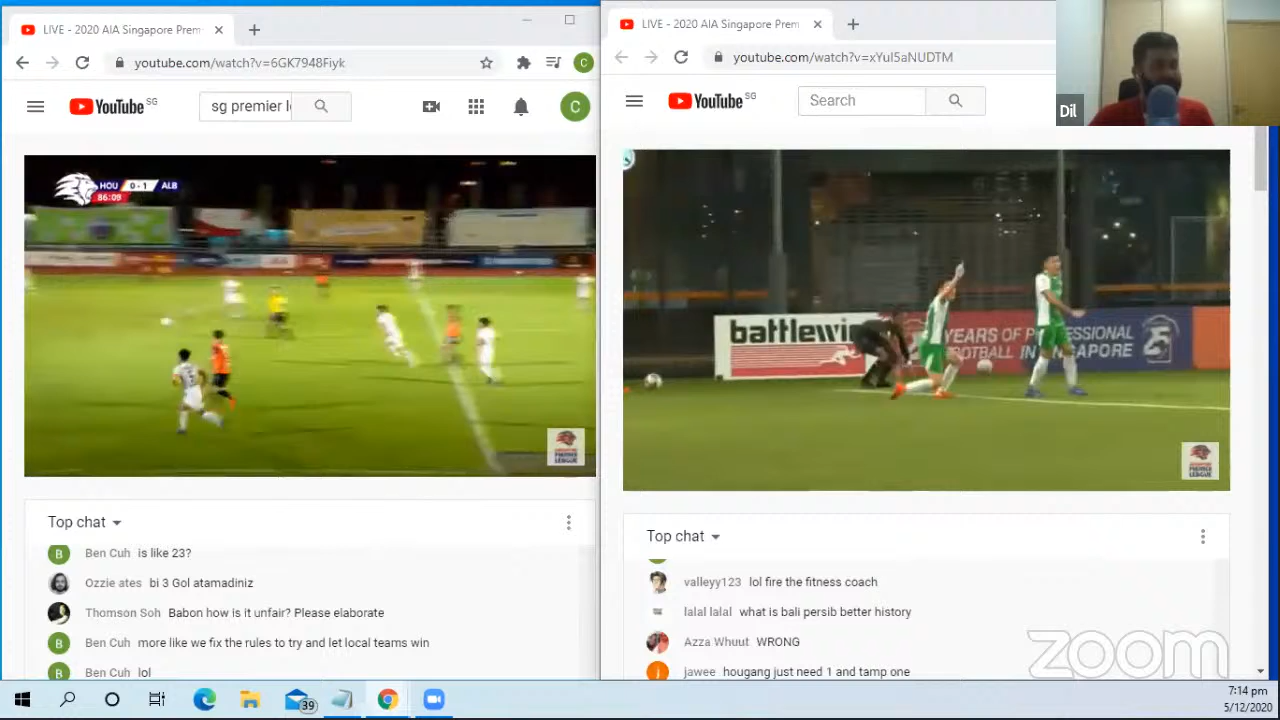 LIVE - 2020 AIA Singapore Prem
youtube.com/watch?v=6GK7948Fiyk
YouTube SG
sg premier l
C
C
HOU 0-1 ALB
86:09
Top chat
B Ben Cuh is like 23?
Ozzie ates bi 3 Gol atamadiniz
Thomson Soh Babon how is it unfair? Please elaborate
B Ben Cuh more like we fix the rules to try and let local teams win
B Ben Cuh lol
LIVE - 2020 AIA Singapore Prem
youtube.com/watch?v=xYuI5aNUDTM
YouTube SG
Search
Dil
battlewi
YEARS OF PROFESSIONAL
FOOTBALL IN SINGAPORE
25
Top chat
valleyy123 lol fire the fitness coach
lalal lalal what is bali persib better history
Azza Whuut WRONG
j jawee hougang just need 1 and tamp one
zoom
39
7:14 pm
5/12/2020